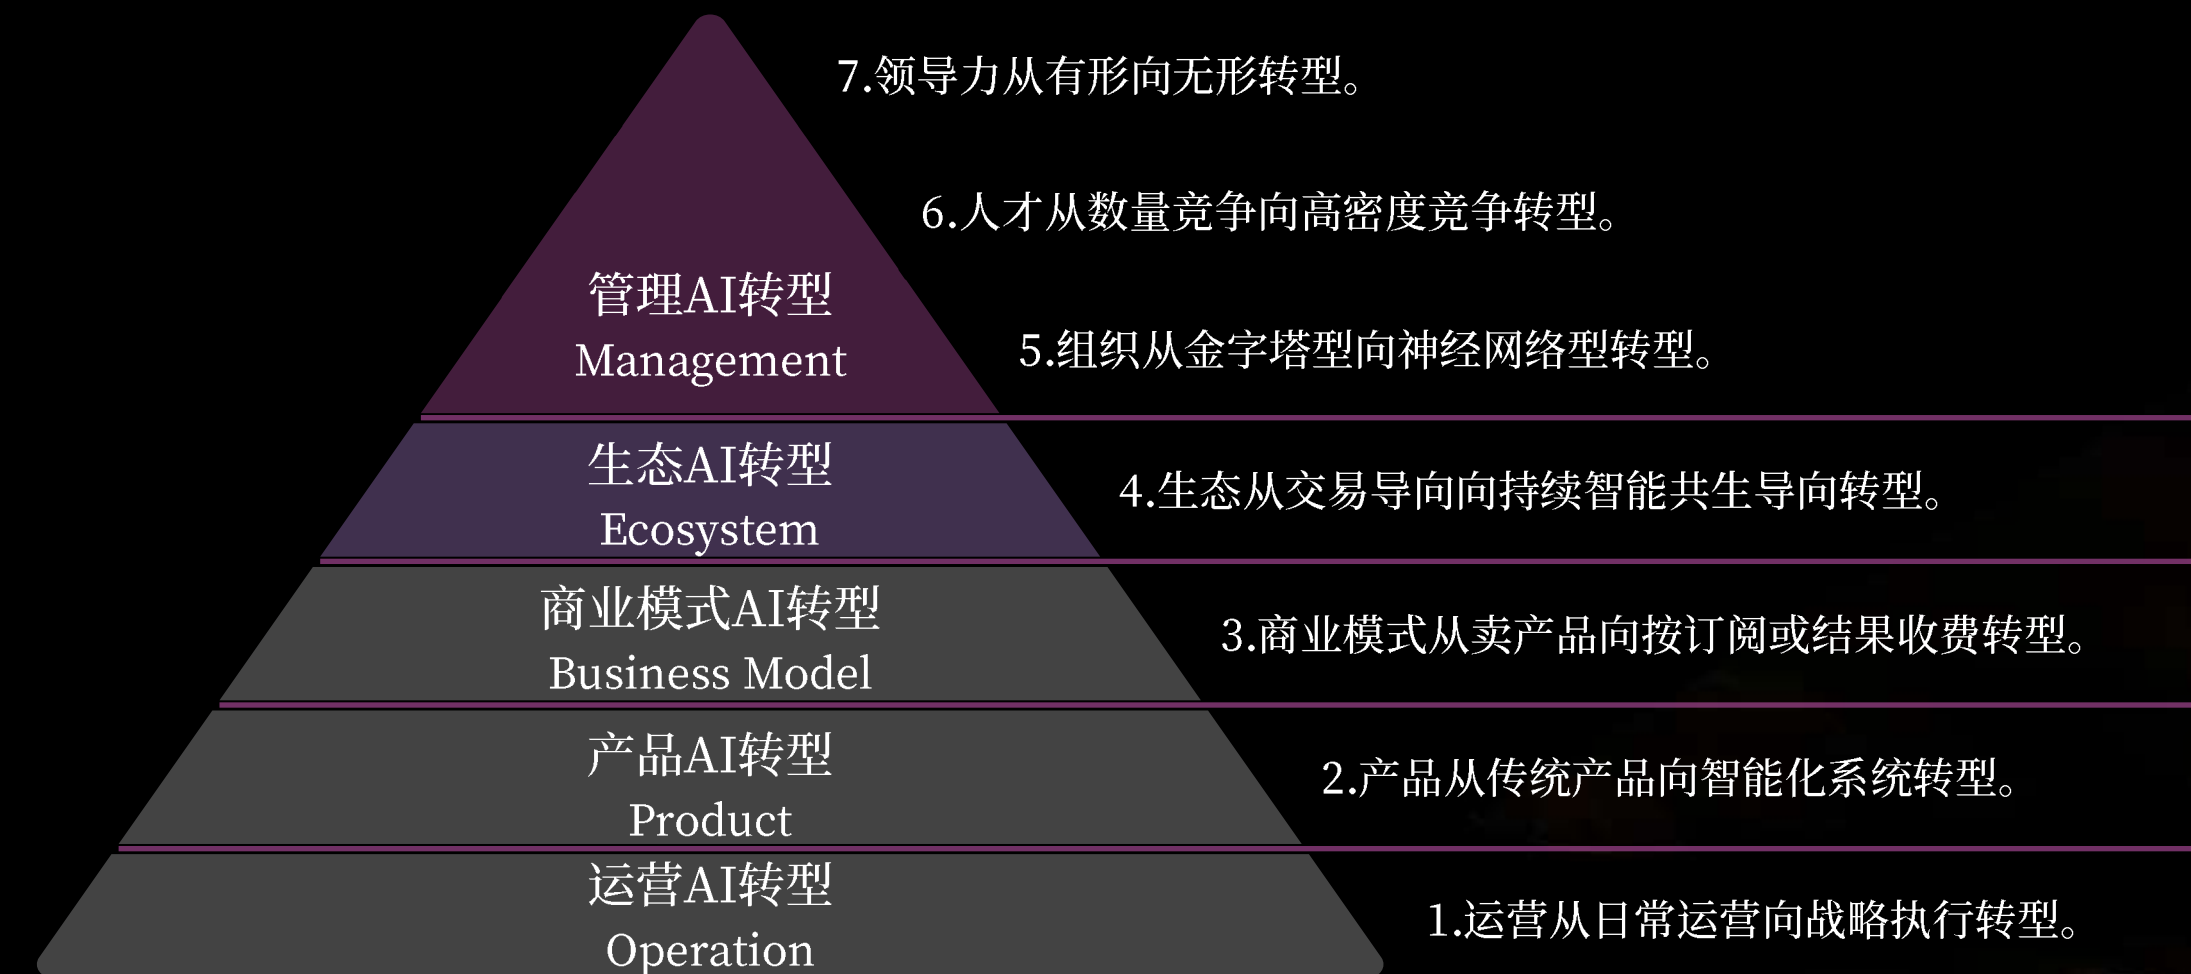 7.领导力从有形向无形转型。
6.人才从数量竞争向高密度竞争转型。
管理AI转型
Management
5.组织从金字塔型向神经网络型转型。
生态AI转型
Ecosystem
4.生态从交易导向向持续智能共生导向转型。
商业模式AI转型
Business Model
3.商业模式从卖产品向按订阅或结果收费转型。
产品AI转型
Product
2.产品从传统产品向智能化系统转型。
运营AI转型
Operation
1.运营从日常运营向战略执行转型。